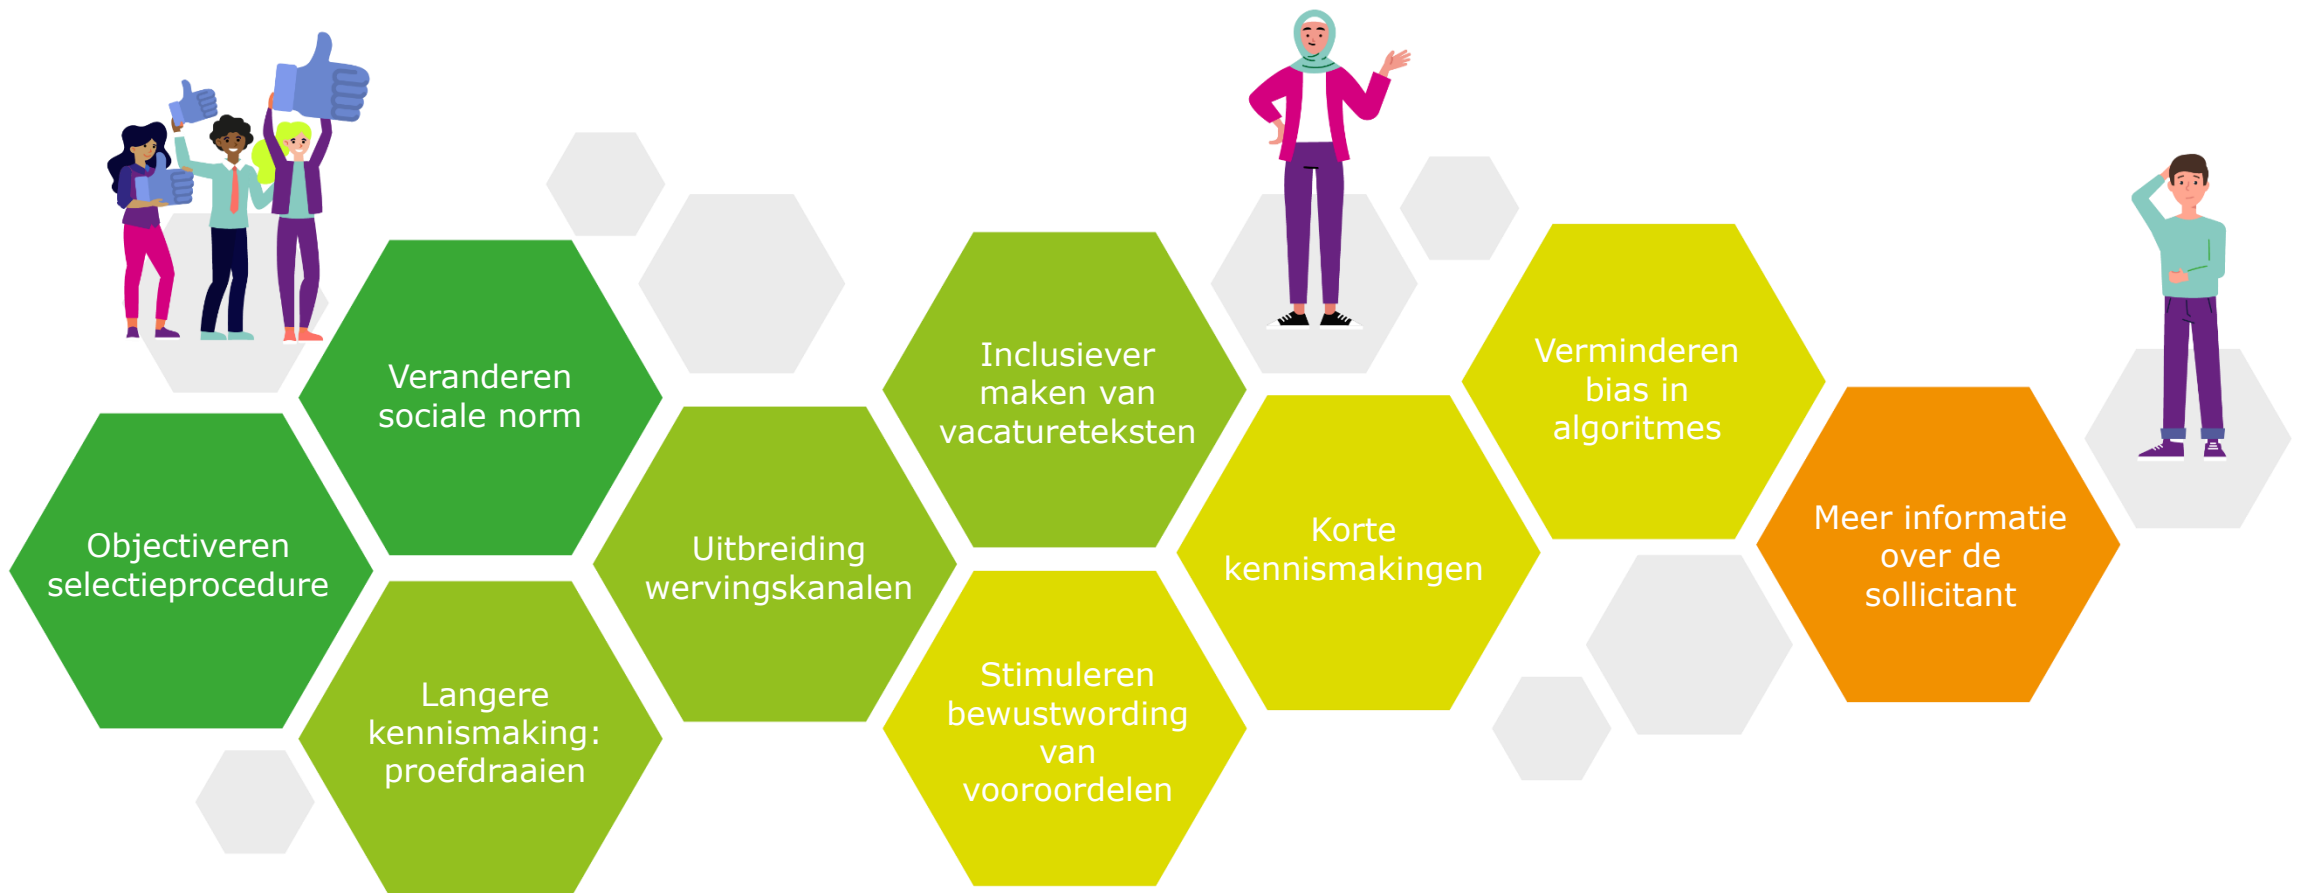 Objectiveren
selectieprocedure
Veranderen
sociale norm
Langere
kennismaking:
proefdraaien
Uitbreiding
wervingskanalen
Inclusiever
maken van
vacatureteksten
Stimuleren
bewustwording
van
vooroordelen
Korte
kennismakingen
Verminderen
bias in
algoritmes
Meer informatie
over de
sollicitant